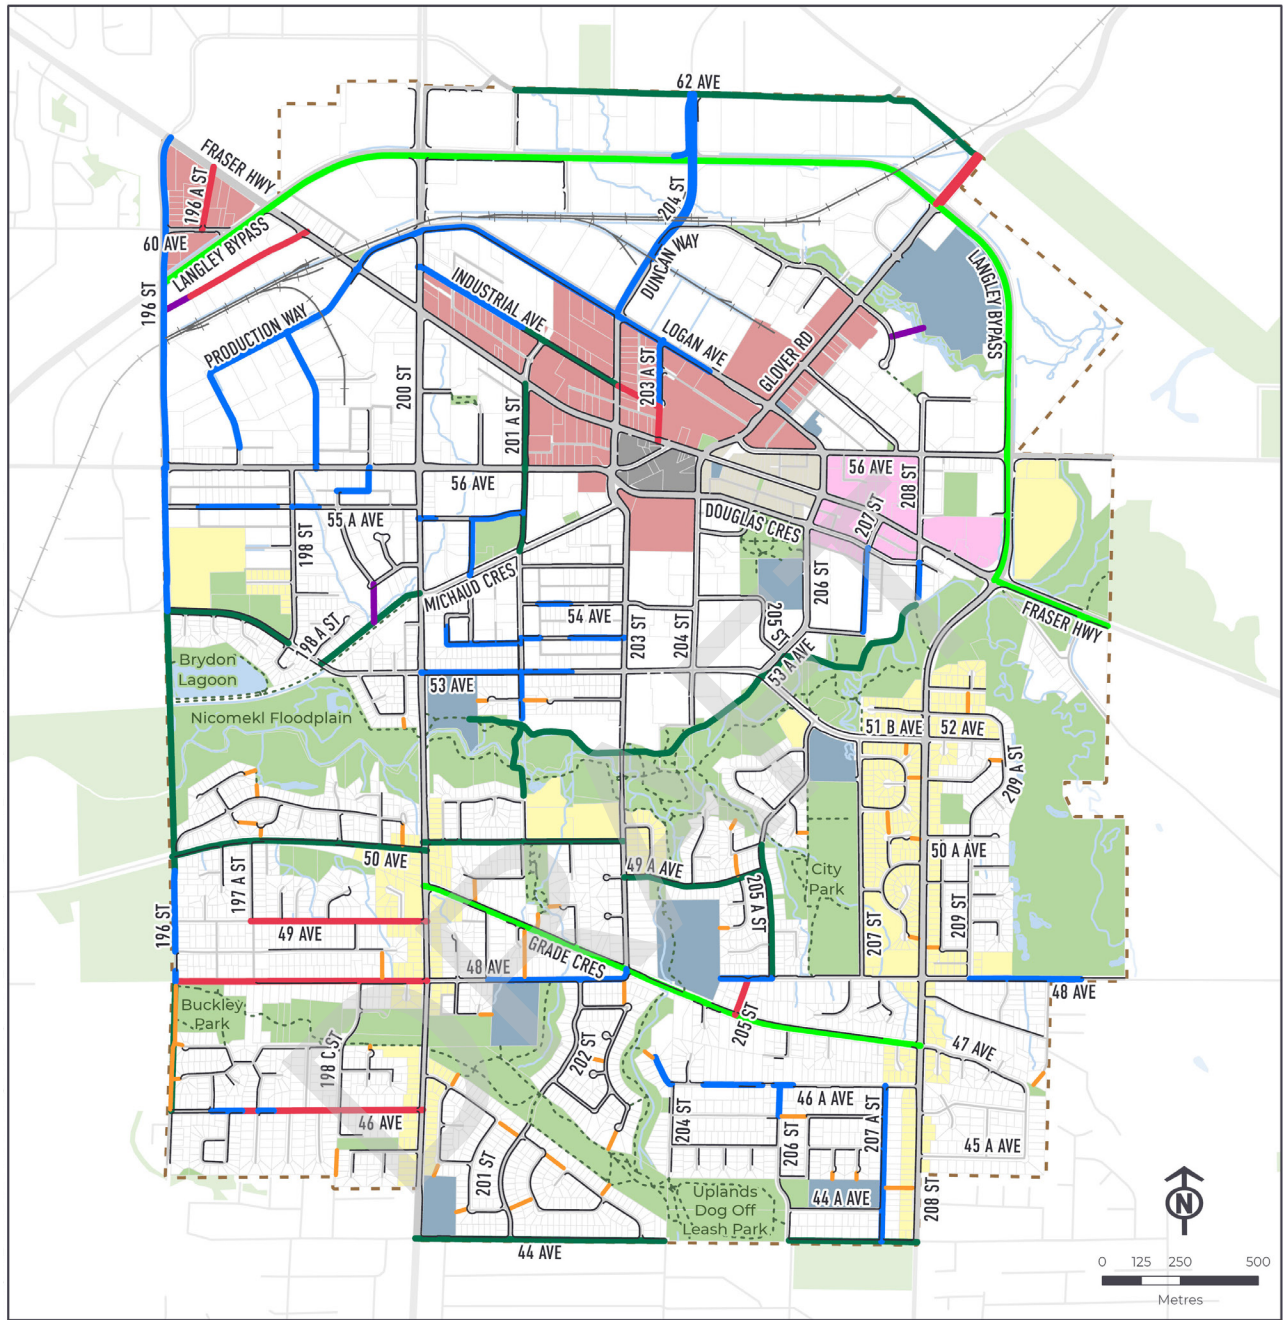 62 AVE
FRASER HWY
196 A ST
204 ST
60 AVE
LANGLEY BYPASS
DUNCAN WAY
LANGLEY BYPASS
196 ST
INDUSTRIAL AVE
PRODUCTION WAY
LOGAN AVE
GLOVER RD
203 A ST
200 ST
201 A ST
56 AVE
56 AVE
208 ST
55 A AVE
DOUGLAS CRES
207 ST
198 ST
MICHAUD CRES
206 ST
54 AVE
205 ST
FRASER HWY
198 A ST
203 ST
204 ST
53 A AVE
Brydon
Lagoon
53 AVE
Nicomekl Floodplain
51 B AVE
52 AVE
209 A ST
50 AVE
49 A AVE
50 A AVE
City
Park
197 A ST
205 A ST
196 ST
49 AVE
207 ST
209 ST
GRADE CRES
48 AVE
48 AVE
Buckley
Park
205 ST
198 C ST
202 ST
47 AVE
46 AVE
204 ST
46 A AVE
206 ST
207 A ST
45 A AVE
201 ST
44 A AVE
208 ST
Uplands
Dog Off
Leash Park
44 AVE
N
0 125 250 500
Metres